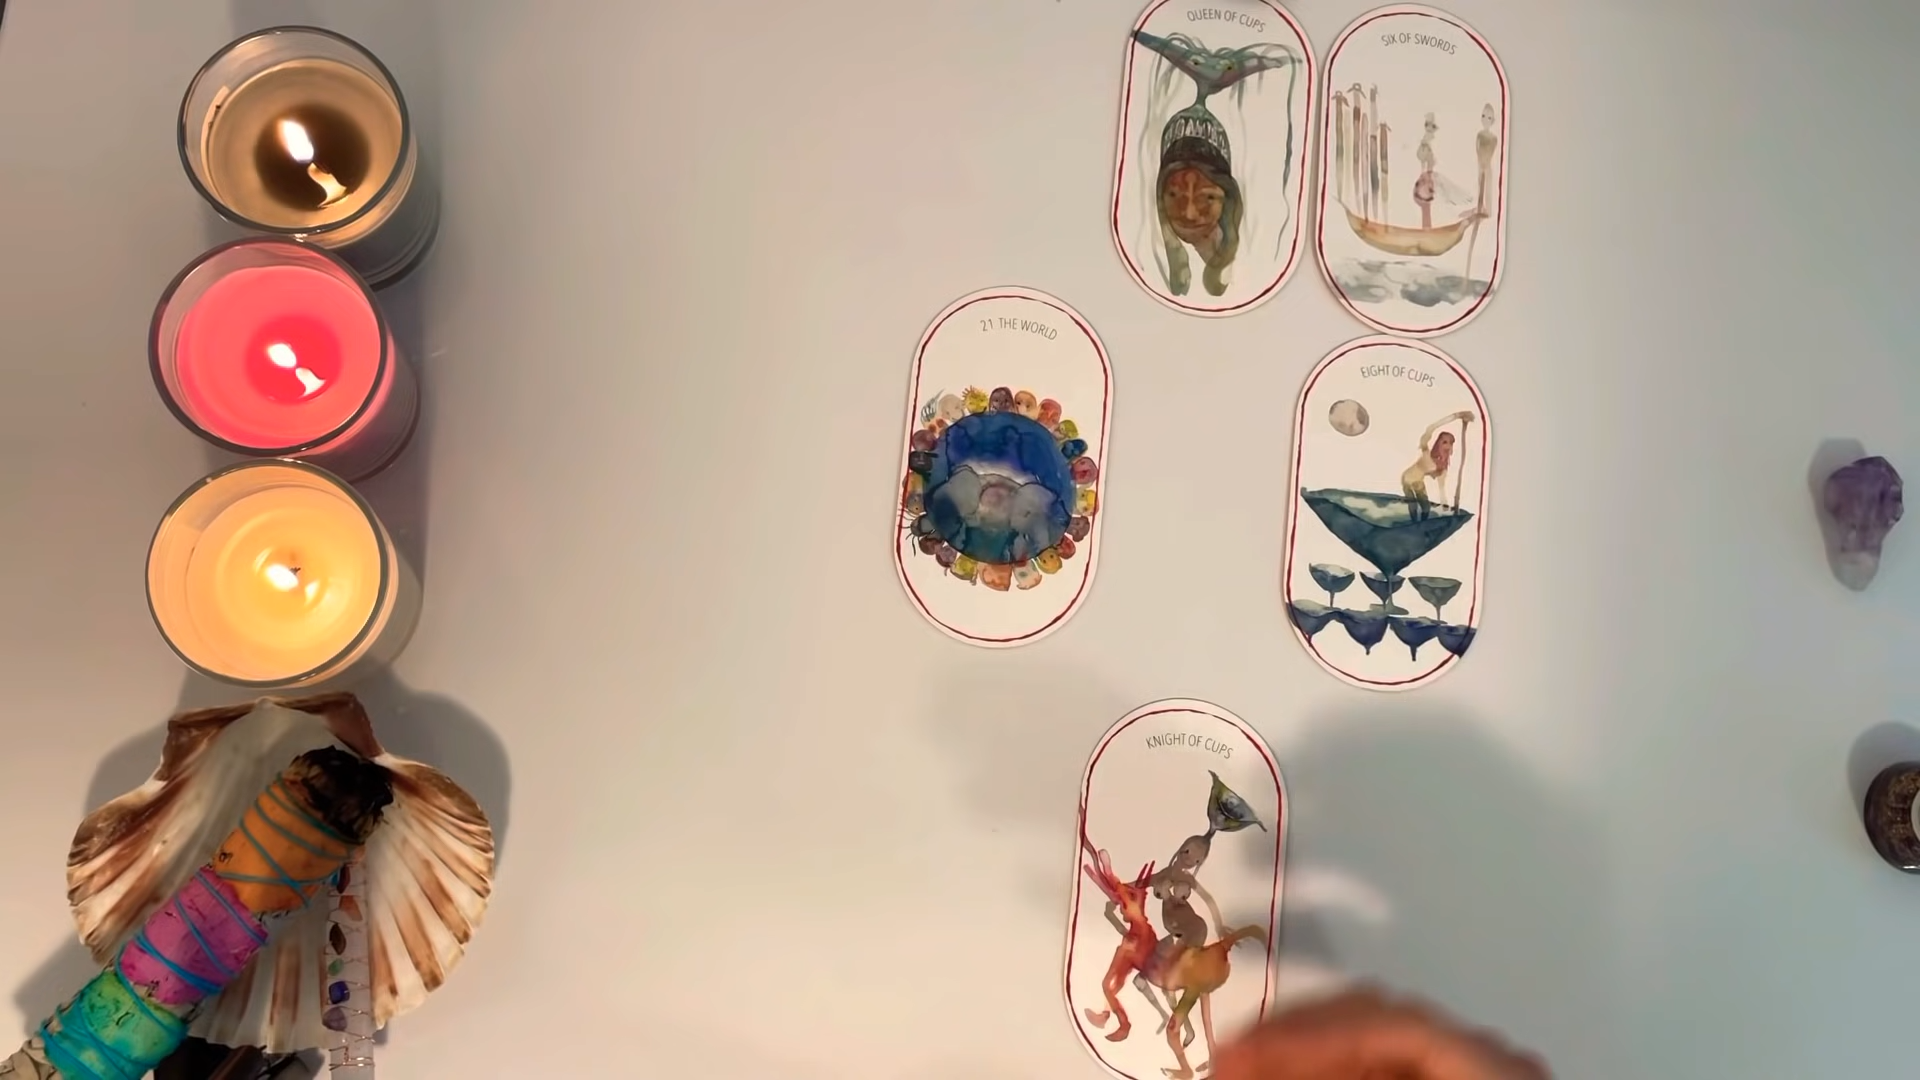 QUEEN OF CUPS
SIX OF SWORDS
21 THE WORLD
EIGHT OF CUPS
KNIGHT OF CUPS